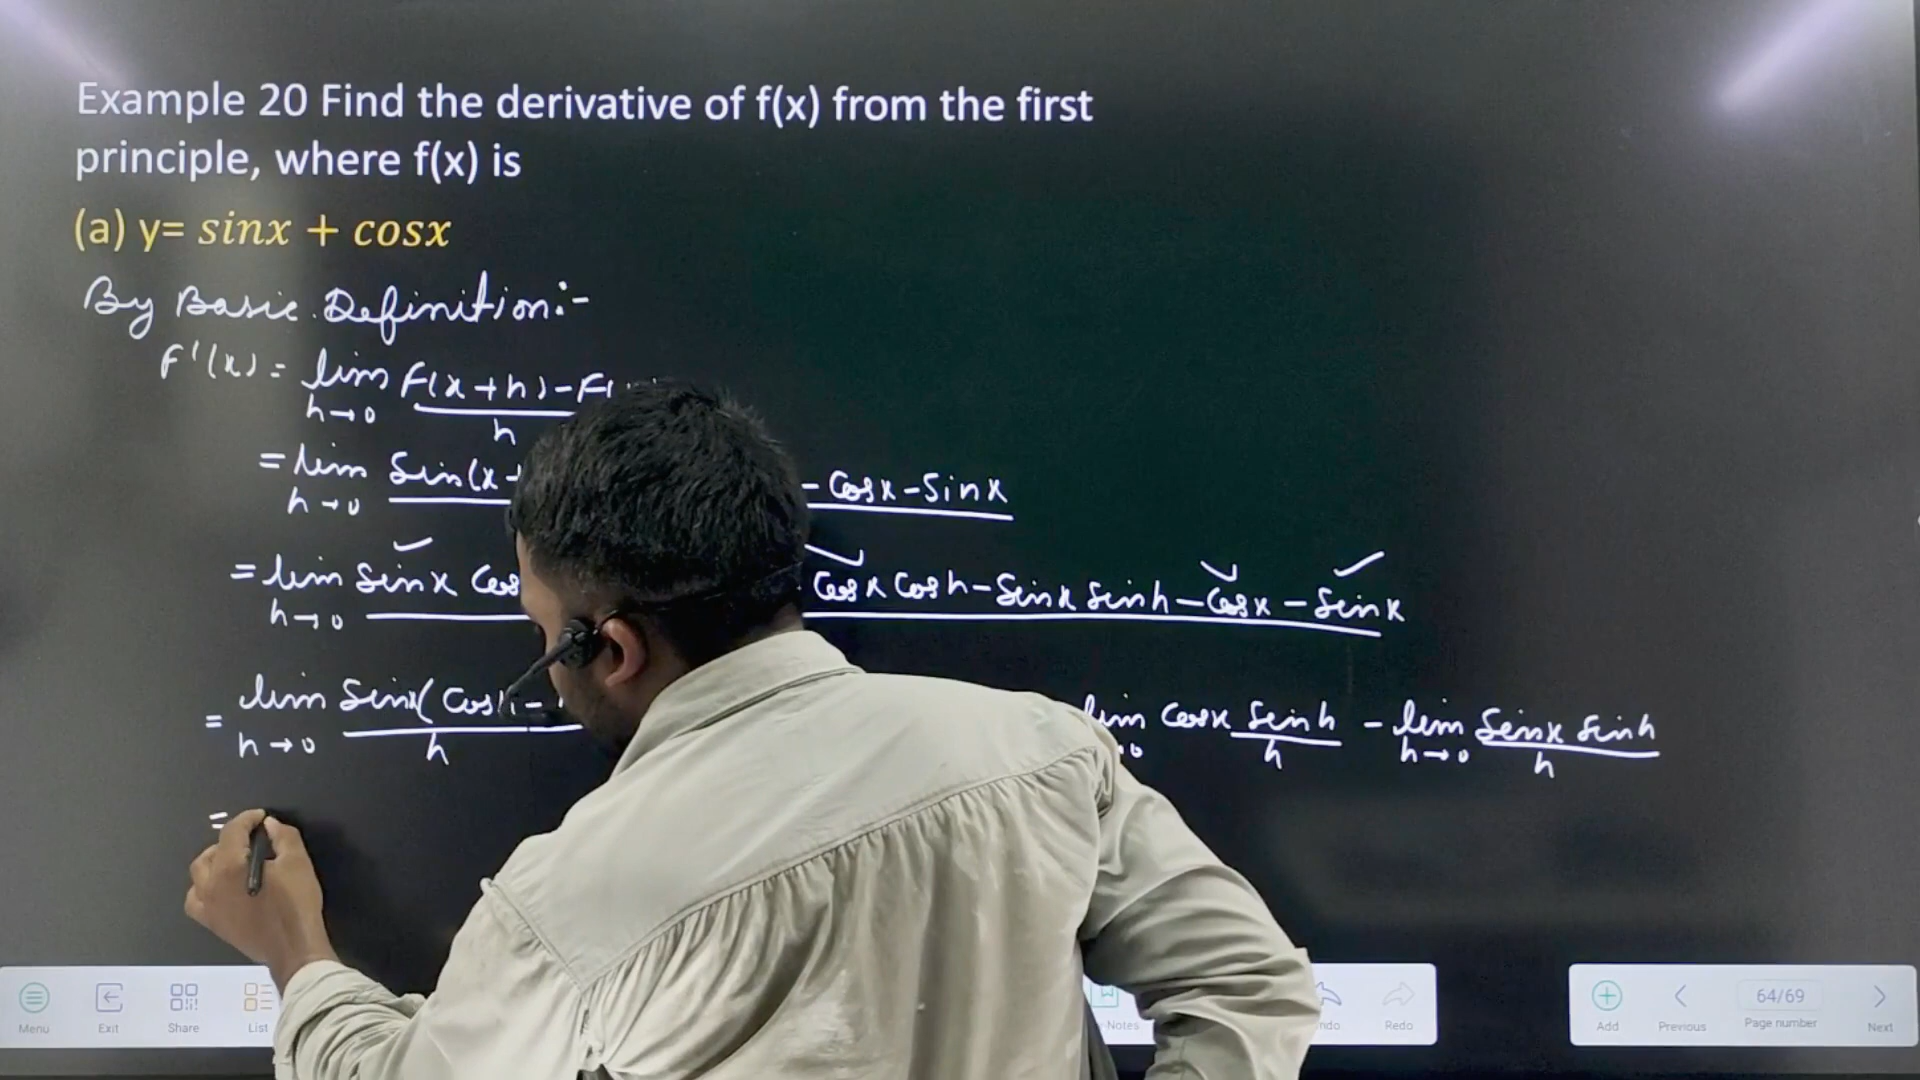 Example 20 Find the derivative of f(x) from the first
principle, where f(x) is
(a) y= sinx + cosx
By Basic Definition:-
F'(x) = lim F(x+h)-F(
h→0 h
= lim Sin(x+ - Cosx - Sinx
h→0
= lim Sinx Cos Cosx Cosh - Sinx Sinh - Cosx - Sinx
h→0
= lim Sinx(Cosh - lim Cosx Sinh - lim Sinx Sinh
h→0 h →0 h h→0 h
=
Menu Exit Share List Notes ndo Redo Add Previous 64/69 Page number Next